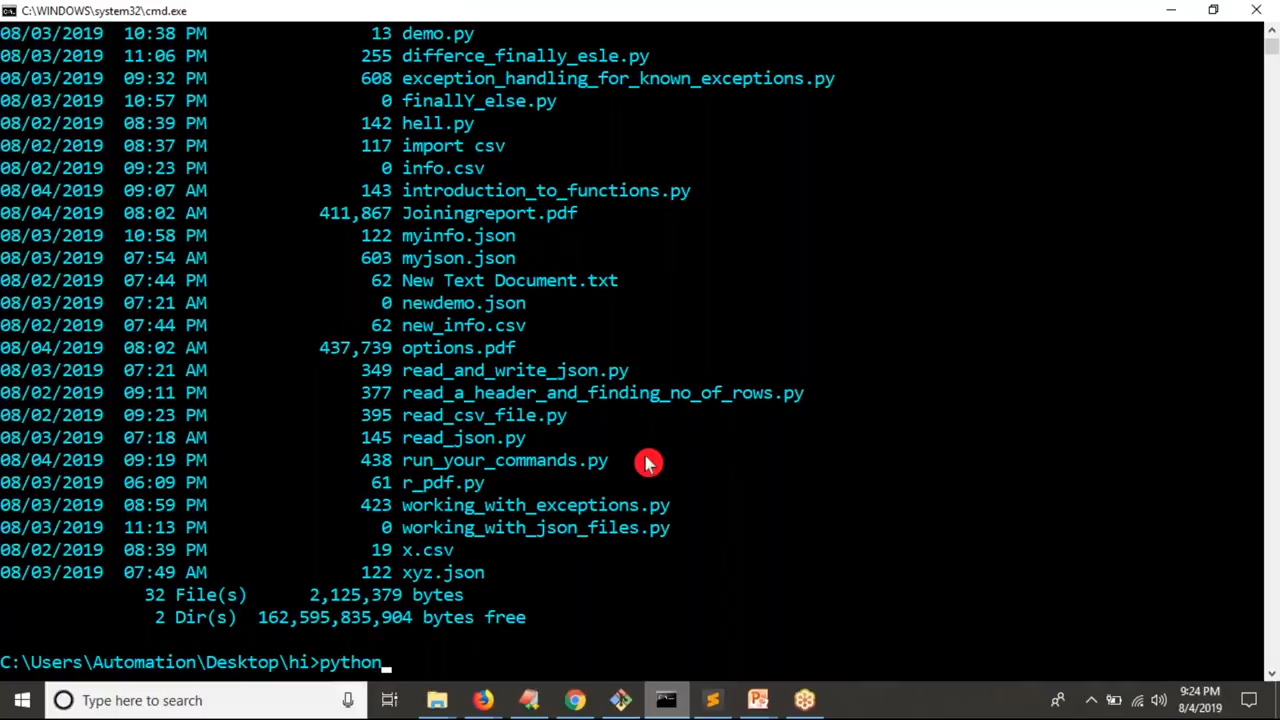 C:\WINDOWS\system32\cmd.exe
08/03/2019 10:38 PM 13 demo.py
08/03/2019 11:06 PM 255 differce_finally_esle.py
08/03/2019 09:32 PM 608 exception_handling_for_known_exceptions.py
08/03/2019 10:57 PM 0 finallY_else.py
08/02/2019 08:39 PM 142 hell.py
08/02/2019 08:37 PM 117 import csv
08/02/2019 09:23 PM 0 info.csv
08/04/2019 09:07 AM 143 introduction_to_functions.py
08/04/2019 08:02 AM 411,867 Joiningreport.pdf
08/03/2019 10:58 PM 122 myinfo.json
08/03/2019 07:54 AM 603 myjson.json
08/02/2019 07:44 PM 62 New Text Document.txt
08/03/2019 07:21 AM 0 newdemo.json
08/02/2019 07:44 PM 62 new_info.csv
08/04/2019 08:02 AM 437,739 options.pdf
08/03/2019 07:21 AM 349 read_and_write_json.py
08/02/2019 09:11 PM 377 read_a_header_and_finding_no_of_rows.py
08/02/2019 09:23 PM 395 read_csv_file.py
08/03/2019 07:18 AM 145 read_json.py
08/04/2019 09:19 PM 438 run_your_commands.py
08/03/2019 06:09 PM 61 r_pdf.py
08/03/2019 08:59 PM 423 working_with_exceptions.py
08/03/2019 11:13 PM 0 working_with_json_files.py
08/02/2019 08:39 PM 19 x.csv
08/03/2019 07:49 AM 122 xyz.json
32 File(s) 2,125,379 bytes
2 Dir(s) 162,595,835,904 bytes free
C:\Users\Automation\Desktop\hi>python_
Type here to search
9:24 PM
8/4/2019